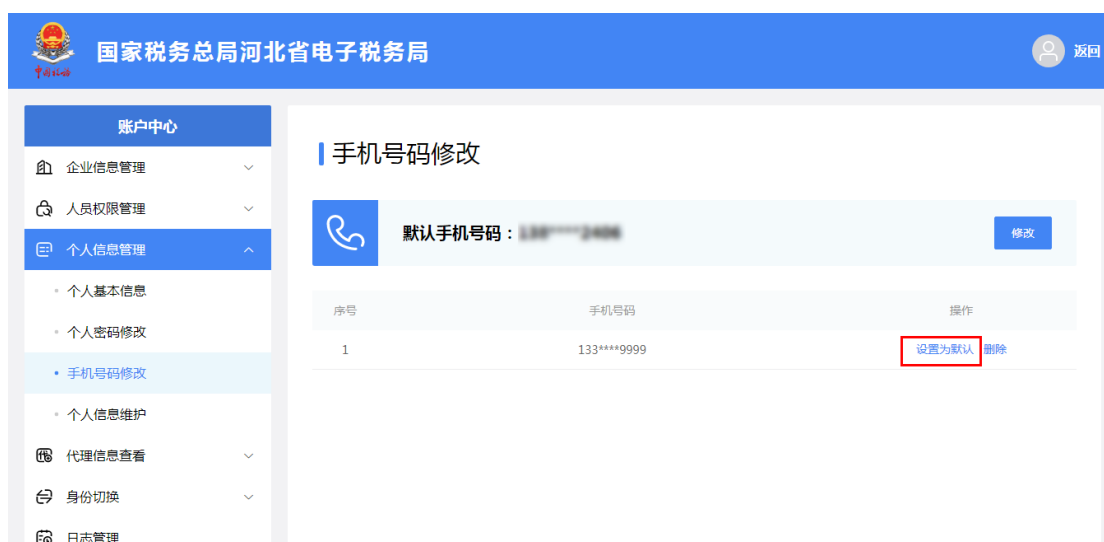 国家税务总局河北省电子税务局
中国税务
返回
账户中心
企业信息管理
人员权限管理
个人信息管理
个人基本信息
个人密码修改
手机号码修改
个人信息维护
代理信息查看
身份切换
日志管理
手机号码修改
默认手机号码：
修改
序号 手机号码 操作
1 133****9999 设置为默认 删除